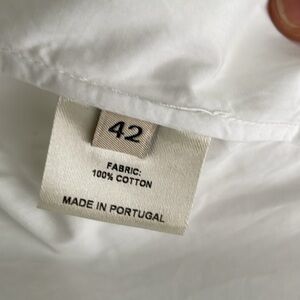 42
FABRIC:
100% COTTON
MADE IN PORTUGAL